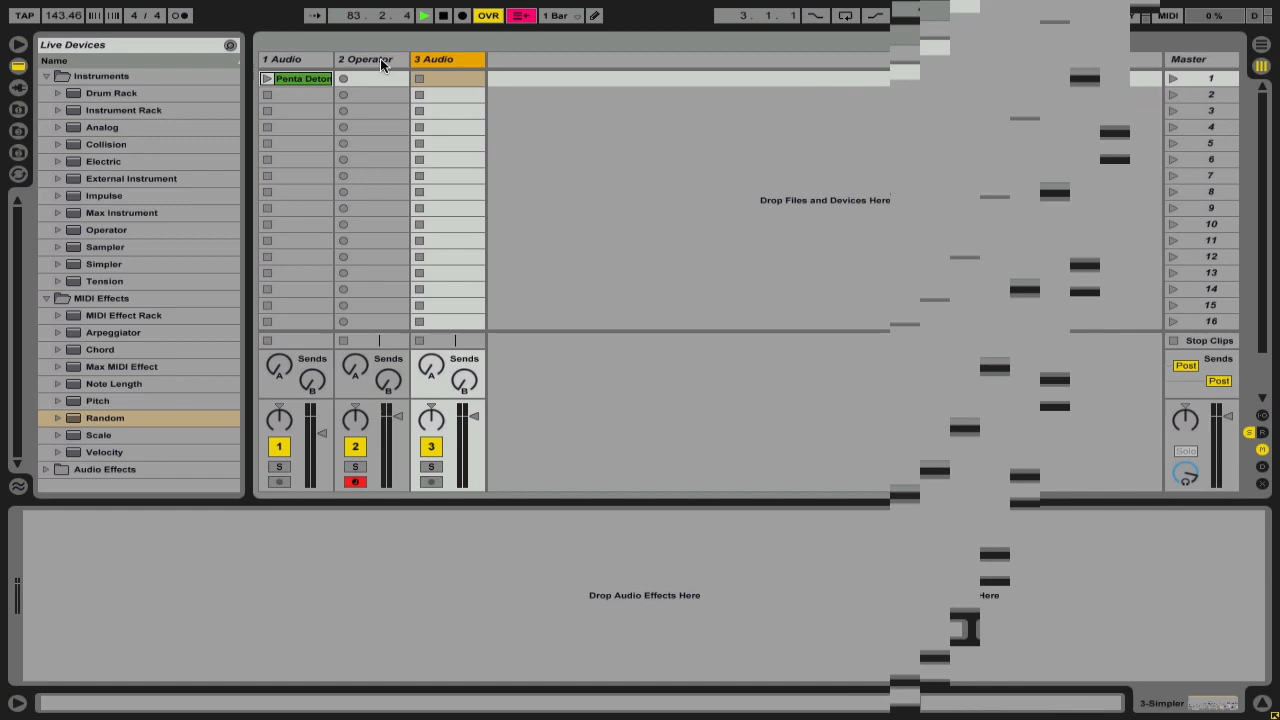 TAP 143.46 4 / 4 83 . 2 . 4 OVR 1 Bar 3 . 1 . 1 MIDI 0 % D
Live Devices
Name
Instruments
Drum Rack
Instrument Rack
Analog
Collision
Electric
External Instrument
Impulse
Max Instrument
Operator
Sampler
Simpler
Tension
MIDI Effects
MIDI Effect Rack
Arpeggiator
Chord
Max MIDI Effect
Note Length
Pitch
Random
Scale
Velocity
Audio Effects
1 Audio 2 Operator 3 Audio Master
Penta Deton
1
2
3
4
5
6
7
8
9
10
11
12
13
14
15
16
Drop Files and Devices Here
Stop Clips
Sends Sends Sends Sends
A A A Post
B B B Post
1 2 3
S S S Solo
Drop Audio Effects Here
Here
3-Simpler